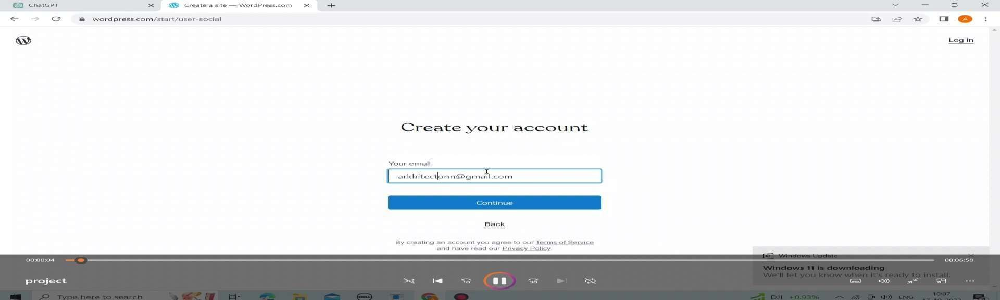 ChatGPT
Create a site — WordPress.com
wordpress.com/start/user-social
A
Log in
Create your account
Your email
arkhitectonn@gmail.com
Continue
Back
By creating an account you agree to our Terms of Service
and have read our Privacy Policy.
Windows Update
00:00:04
00:06:58
Windows 11 is downloading
We'll let you know when it's ready to install.
project
10
30
Type here to search
DELL
DJI +0.93%
ENG
10:07